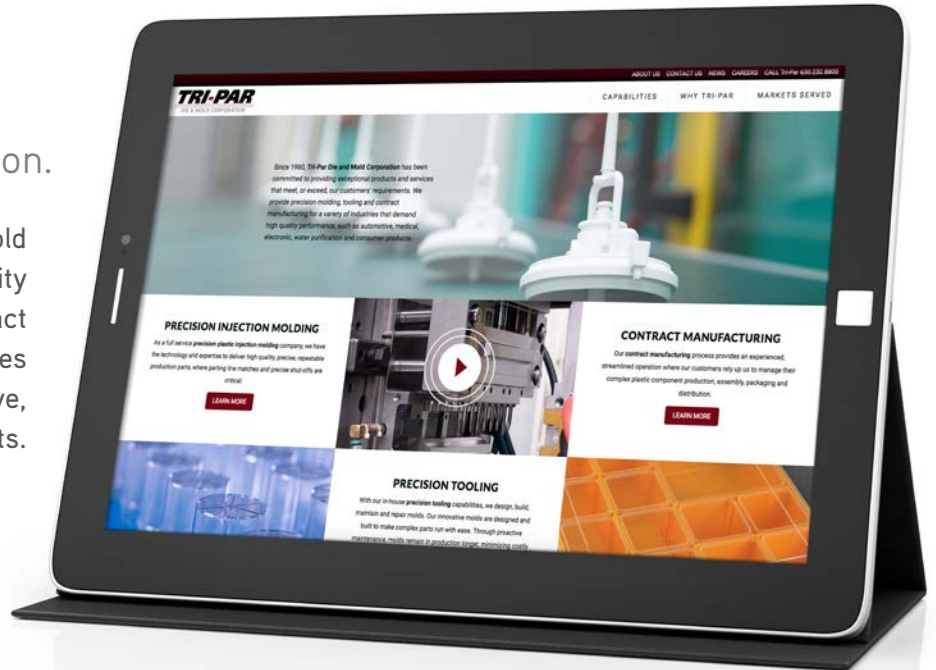 on.
old
ity
act
es
ve,
ts.
ABOUT US CONTACT US NEWS CAREERS CALL Tri-Par 630.232.8800
TRI-PAR
DIE & MOLD CORPORATION
CAPABILITIES WHY TRI-PAR MARKETS SERVED
Since 1960, Tri-Par Die and Mold Corporation has been
committed to providing exceptional products and services
that meet, or exceed, our customers' requirements. We
provide precision molding, tooling and contract
manufacturing for a variety of industries that demand
high quality performance, such as automotive, medical,
electronic, water purification and consumer products.
PRECISION INJECTION MOLDING
As a full service precision plastic injection molding company, we have
the technology and expertise to deliver high quality, precise, repeatable
production parts, where parting line matches and precise shut-offs are
critical.
LEARN MORE
CONTRACT MANUFACTURING
Our contract manufacturing process provides an experienced,
streamlined operation where our customers rely up us to manage their
complex plastic component production, assembly, packaging and
distribution.
LEARN MORE
PRECISION TOOLING
With our in-house precision tooling capabilities, we design, build,
maintain and repair molds. Our innovative molds are designed and
built to make complex parts run with ease. Through proactive
maintenance, molds remain in production longer, minimizing costly